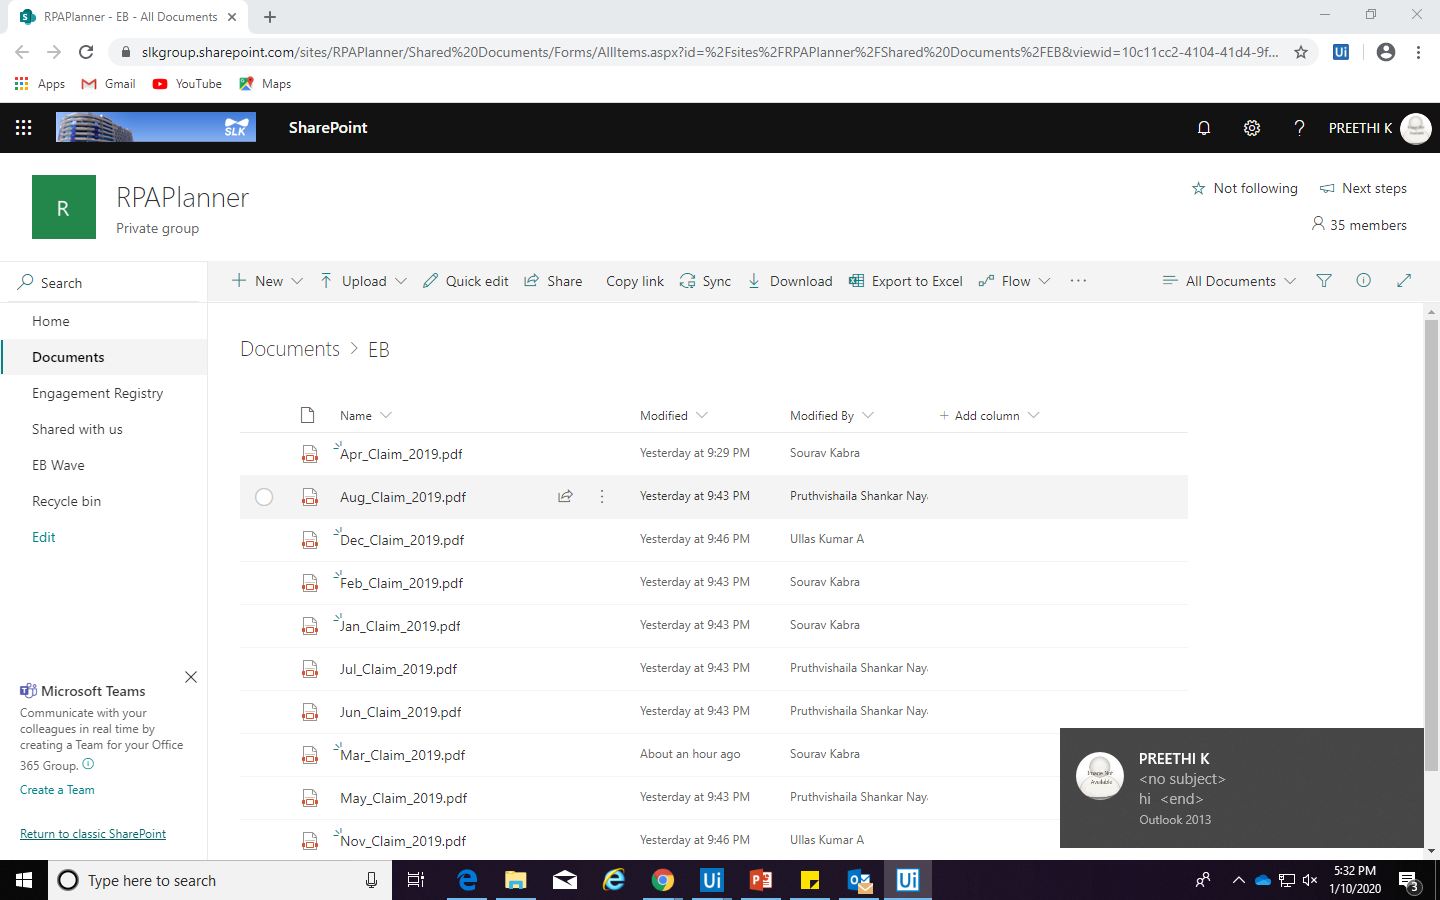 RPAPlanner - EB - All Documents
slkgroup.sharepoint.com/sites/RPAPlanner/Shared%20Documents/Forms/AllItems.aspx?id=%2Fsites%2FRPAPlanner%2FShared%20Documents%2FEB&viewid=10c11cc2-4104-41d4-9f...
Ui
Apps Gmail YouTube Maps
SLK SharePoint PREETHI K
R RPAPlanner
Private group
Not following Next steps
35 members
Search
New Upload Quick edit Share Copy link Sync Download Export to Excel Flow All Documents
Home
Documents
Engagement Registry
Shared with us
EB Wave
Recycle bin
Edit
Documents > EB
Name Modified Modified By + Add column
Apr_Claim_2019.pdf Yesterday at 9:29 PM Sourav Kabra
Aug_Claim_2019.pdf Yesterday at 9:43 PM Pruthvishaila Shankar Nay
Dec_Claim_2019.pdf Yesterday at 9:46 PM Ullas Kumar A
Feb_Claim_2019.pdf Yesterday at 9:43 PM Sourav Kabra
Jan_Claim_2019.pdf Yesterday at 9:43 PM Sourav Kabra
Jul_Claim_2019.pdf Yesterday at 9:43 PM Pruthvishaila Shankar Nay
Jun_Claim_2019.pdf Yesterday at 9:43 PM Pruthvishaila Shankar Nay
Mar_Claim_2019.pdf About an hour ago Sourav Kabra
May_Claim_2019.pdf Yesterday at 9:43 PM Pruthvishaila Shankar Nay
Nov_Claim_2019.pdf Yesterday at 9:46 PM Ullas Kumar A
Microsoft Teams
Communicate with your
colleagues in real time by
creating a Team for your Office
365 Group.
Create a Team
Return to classic SharePoint
Image Not
Available
PREETHI K
<no subject>
hi <end>
Outlook 2013
Type here to search
Ui
Ui
5:32 PM
1/10/2020
3